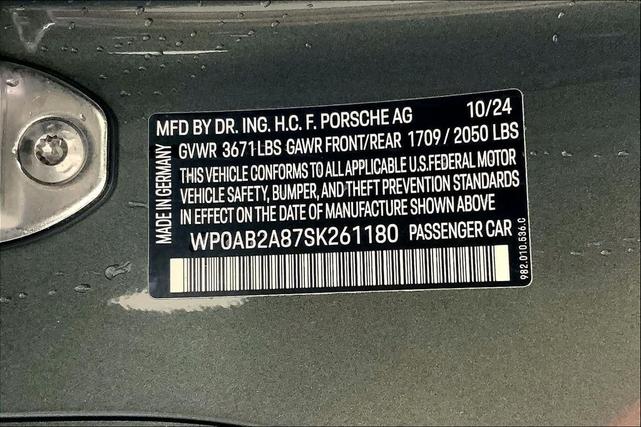 MFD BY DR. ING. H.C. F. PORSCHE AG 10/24
GVWR 3671 LBS GAWR FRONT/REAR 1709 / 2050 LBS
THIS VEHICLE CONFORMS TO ALL APPLICABLE U.S.FEDERAL MOTOR
VEHICLE SAFETY, BUMPER, AND THEFT PREVENTION STANDARDS
IN EFFECT ON THE DATE OF MANUFACTURE SHOWN ABOVE
WP0AB2A87SK261180 PASSENGER CAR
MADE IN GERMANY
982.010.536.C